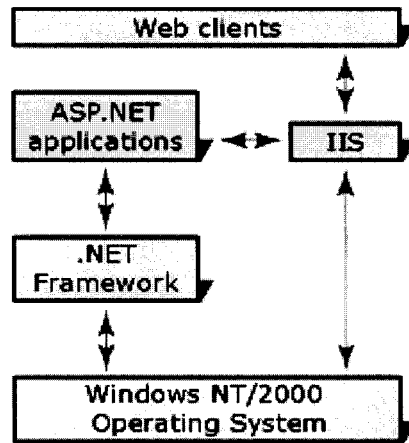 Web clients
ASP.NET
applications
IIS
.NET
Framework
Windows NT/2000
Operating System